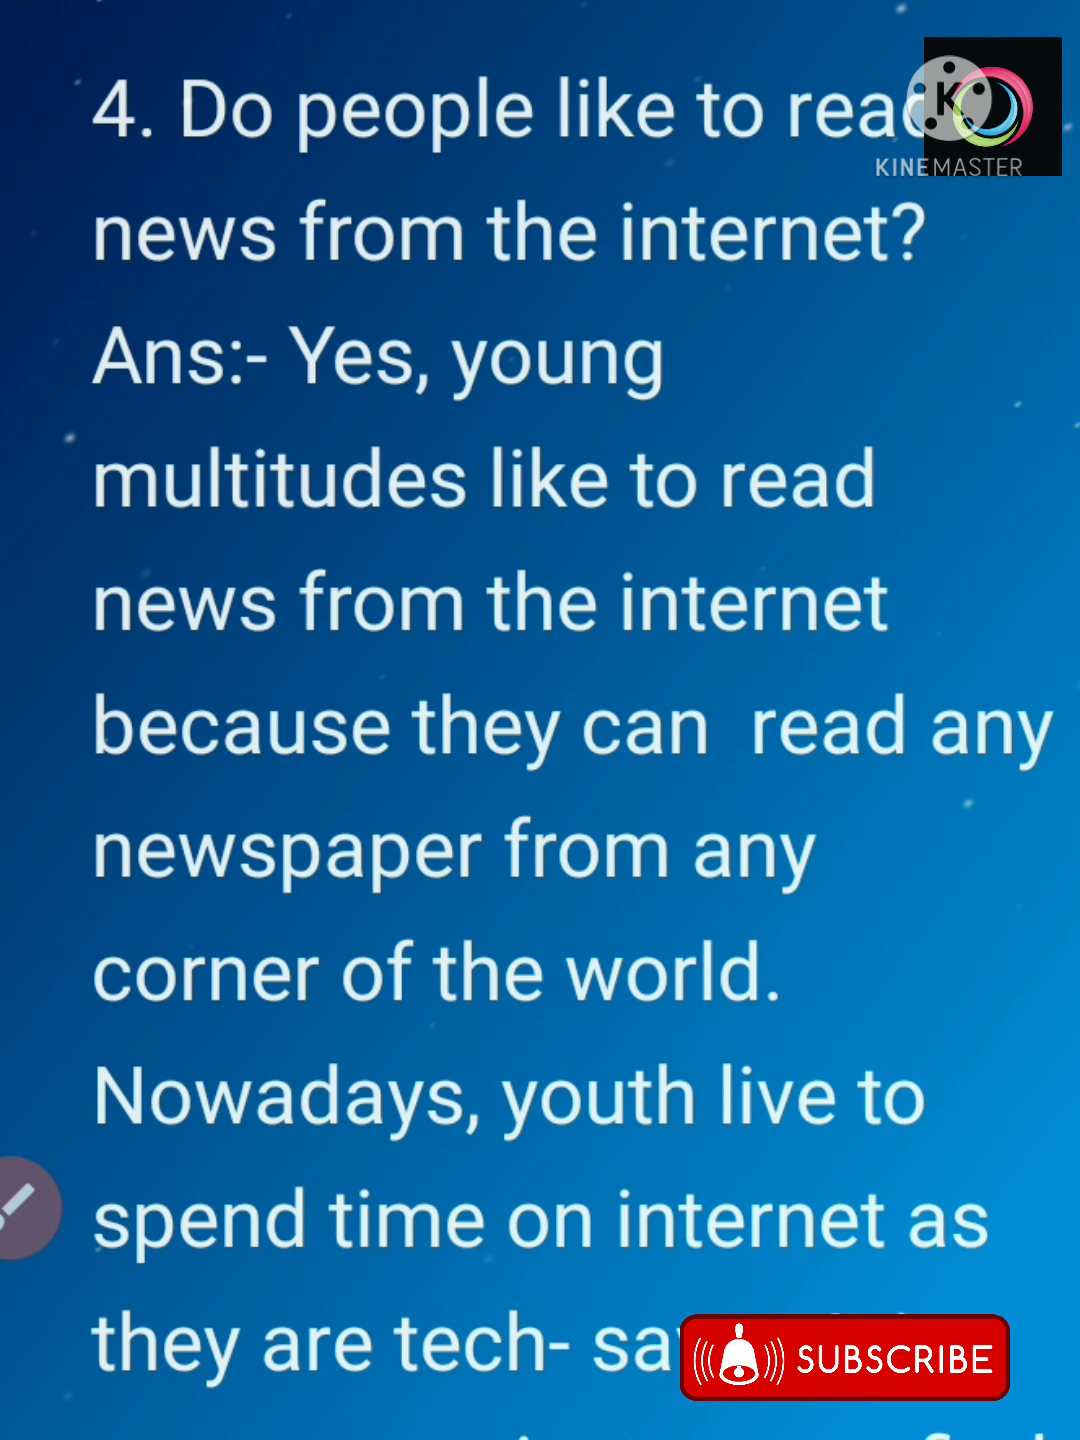 4. Do people like to read
news from the internet?
Ans:- Yes, young
multitudes like to read
news from the internet
because they can  read any
newspaper from any
corner of the world.
Nowadays, youth live to
spend time on internet as
they are tech-
K
KINEMASTER
SUBSCRIBE